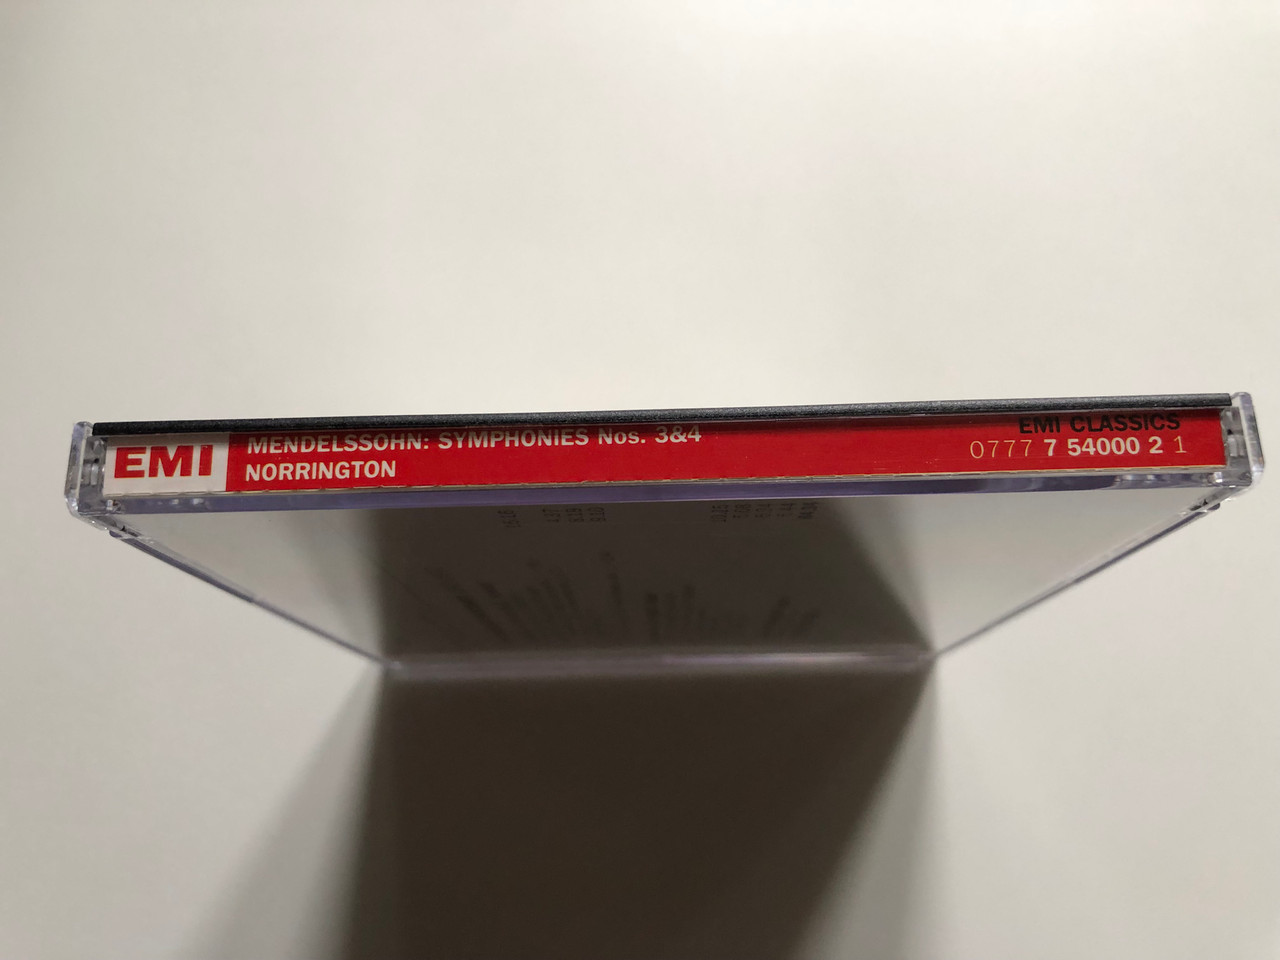 EMI
MENDELSSOHN: SYMPHONIES Nos. 3&4
NORRINGTON
EMI CLASSICS
0777 7 54000 2 1